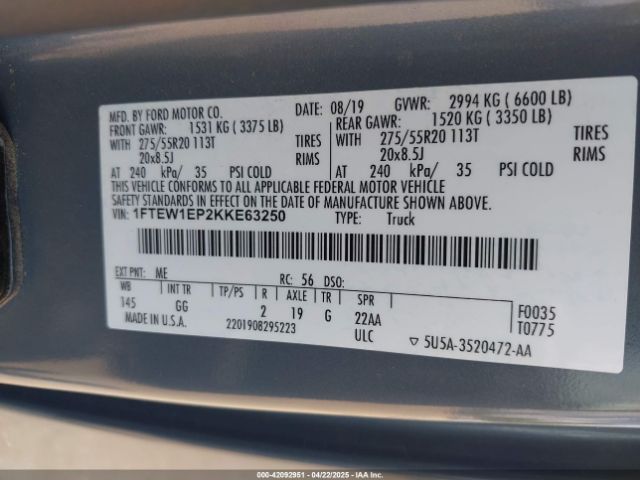 MFD. BY FORD MOTOR CO. DATE: 08/19 GVWR: 2994 KG ( 6600 LB)
FRONT GAWR: 1531 KG ( 3375 LB) REAR GAWR: 1520 KG ( 3350 LB)
WITH 275/55R20 113T TIRES WITH 275/55R20 113T TIRES
20x8.5J RIMS 20x8.5J RIMS
AT 240 kPa/ 35 PSI COLD AT 240 kPa/ 35 PSI COLD
THIS VEHICLE CONFORMS TO ALL APPLICABLE FEDERAL MOTOR VEHICLE
SAFETY STANDARDS IN EFFECT ON THE DATE OF MANUFACTURE SHOWN ABOVE.
VIN: 1FTEW1EP2KKE63250 TYPE: Truck
EXT PNT: ME RC: 56 DSO:
WB INT TR TP/PS R AXLE TR SPR
145 GG 2 19 G 22AA F0035
MADE IN U.S.A. 2201908295223 ULC T0775
▽ 5U5A-3520472-AA
000-42092951 | 04/22/2025 | IAAI.COM